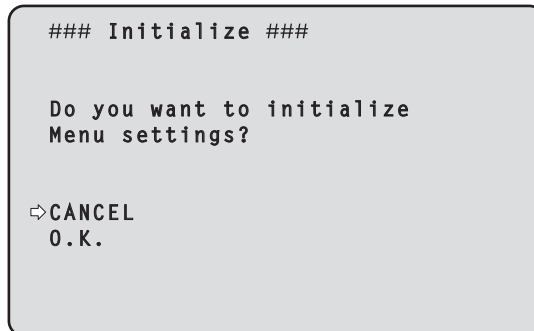 ### Initialize ###
Do you want to initialize
Menu settings?
⇨CANCEL
O.K.